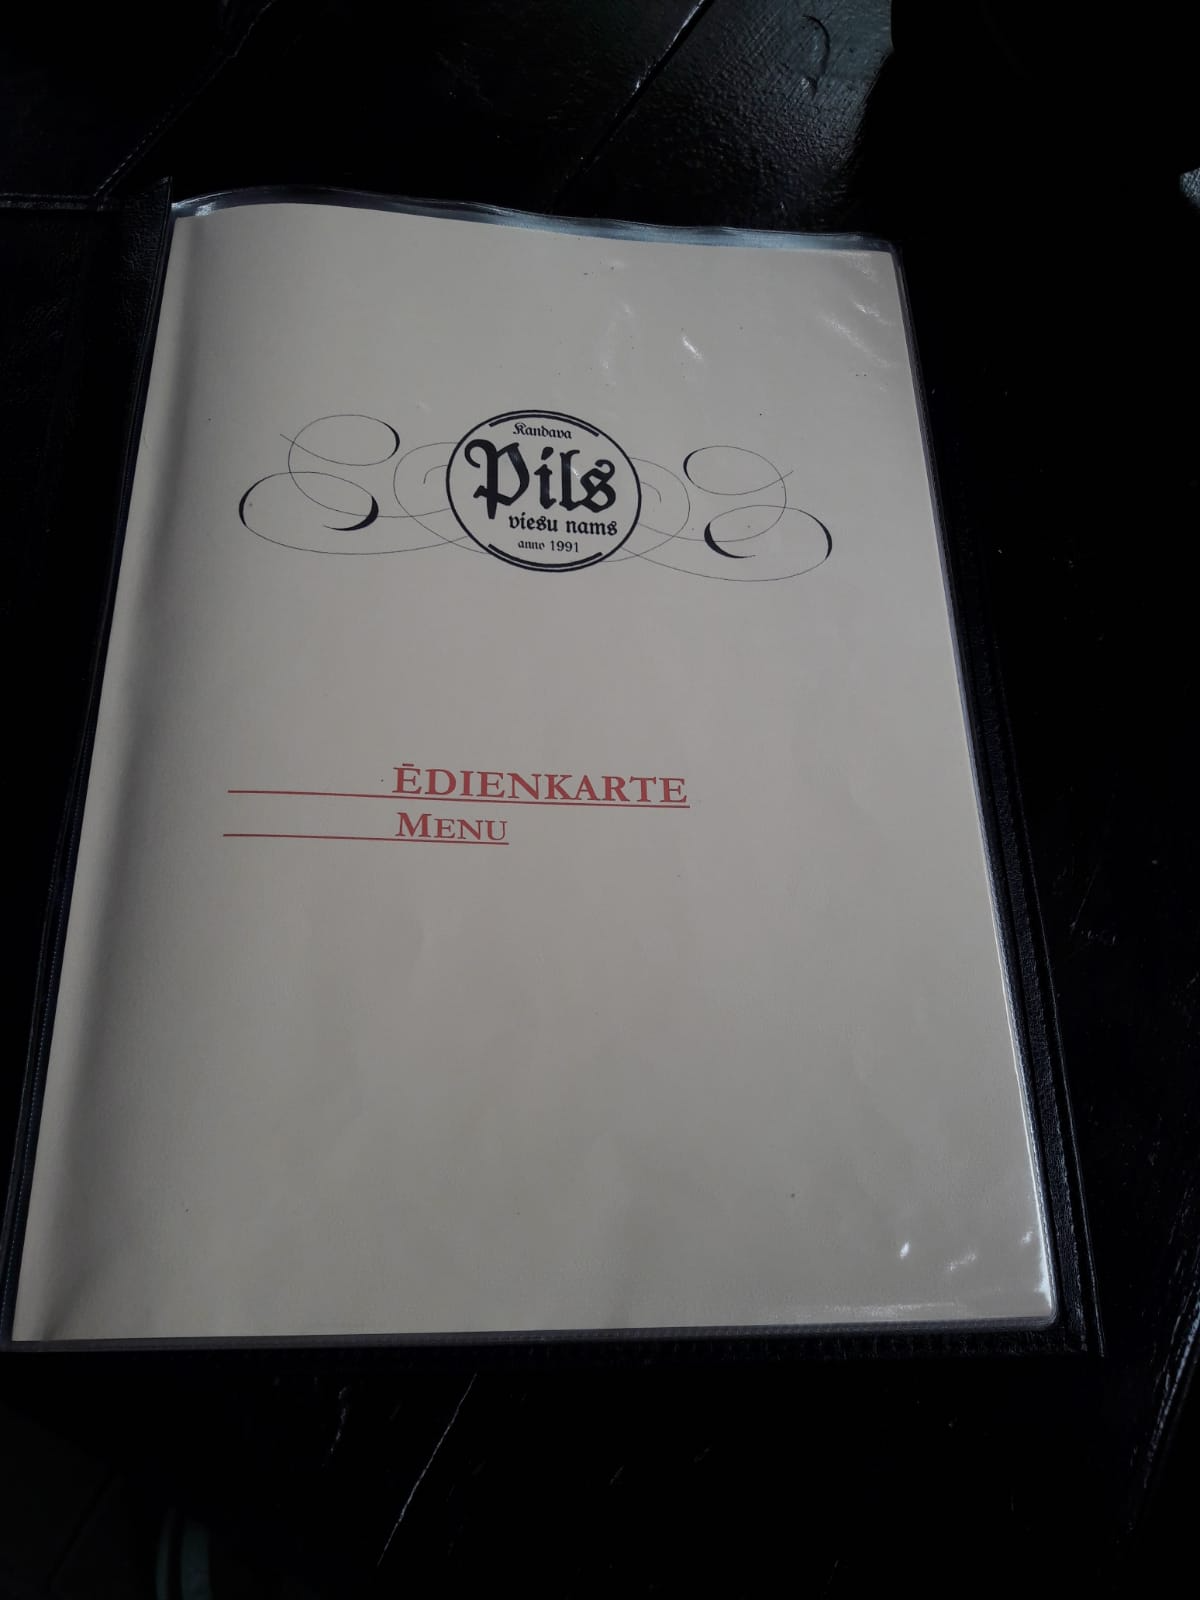 Kandava
Pils
viesu nams
anno 1991
ĒDIENKARTE
MENU